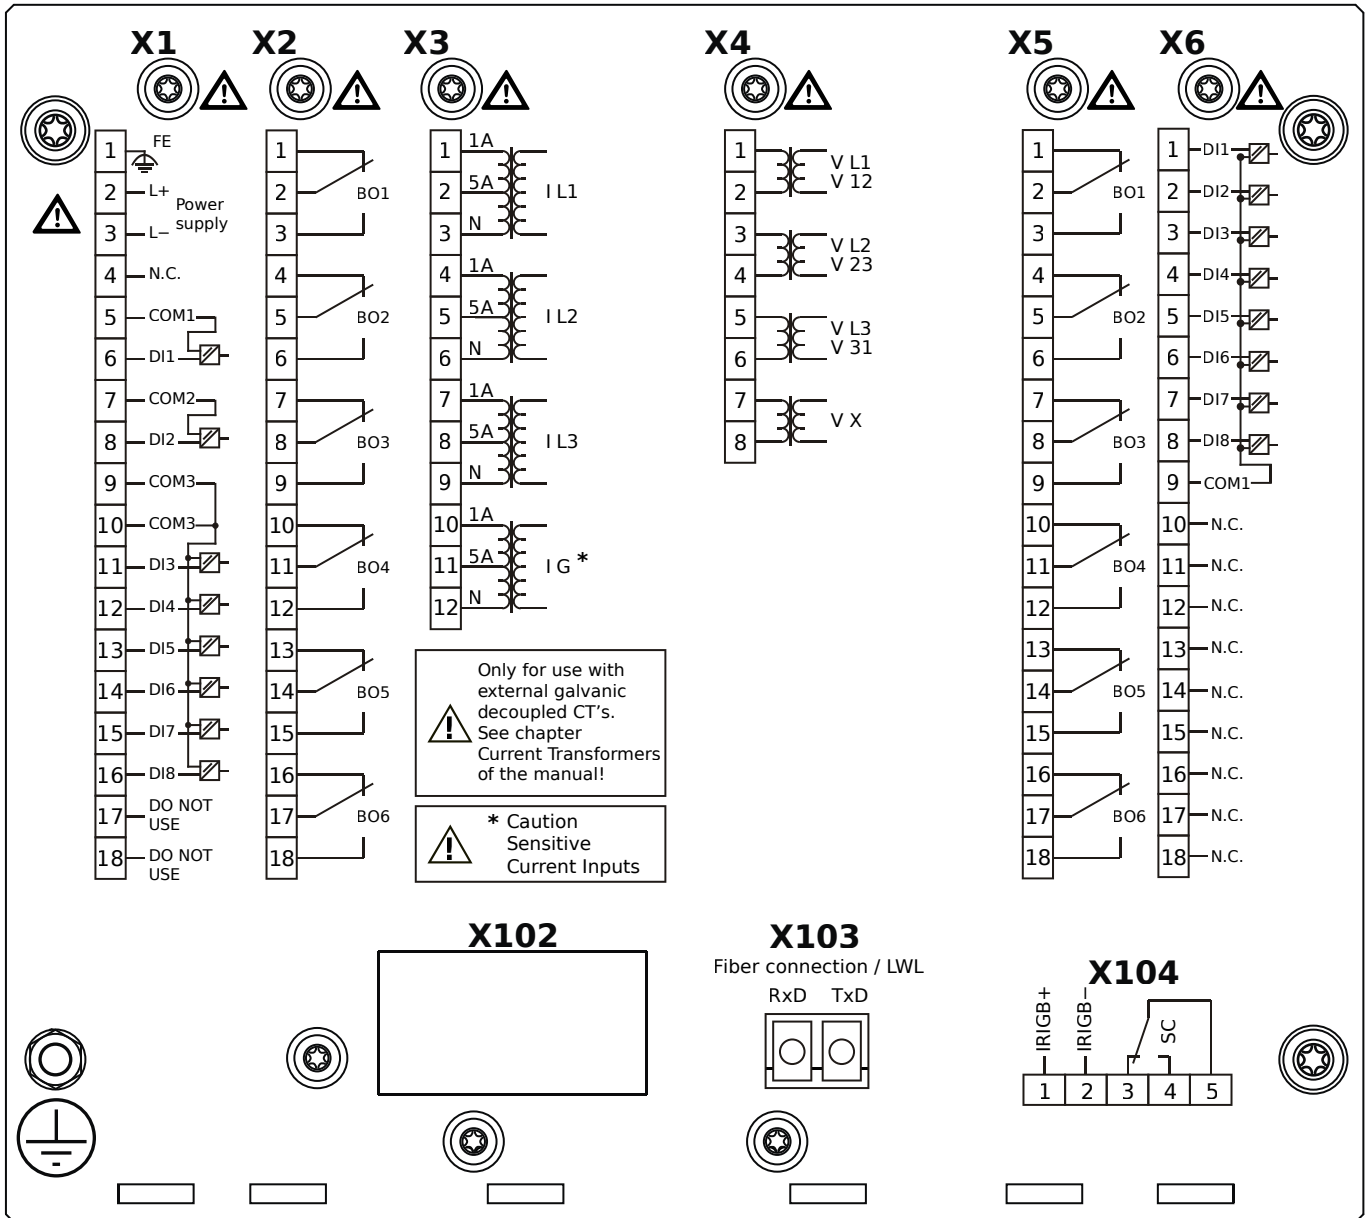 X1
X2
X3
X4
X5
X6
1 FE
2 L+
Power
supply
3 L−
4 N.C.
5 COM1
6 DI1
7 COM2
8 DI2
9 COM3
10 COM3
11 DI3
12 DI4
13 DI5
14 DI6
15 DI7
16 DI8
17 DO NOT
USE
18 DO NOT
USE
1
2 BO1
3
4
5 BO2
6
7
8 BO3
9
10
11 BO4
12
13
14 BO5
15
16
17 BO6
18
1 1A
2 5A I L1
3 N
4 1A
5 5A I L2
6 N
7 1A
8 5A I L3
9 N
10 1A
11 5A I G *
12 N
Only for use with
external galvanic
decoupled CT's.
See chapter
Current Transformers
of the manual!
* Caution
Sensitive
Current Inputs
1 V L1
2 V 12
3 V L2
4 V 23
5 V L3
6 V 31
7 V X
8
1
2 BO1
3
4
5 BO2
6
7
8 BO3
9
10
11 BO4
12
13
14 BO5
15
16
17 BO6
18
1 DI1
2 DI2
3 DI3
4 DI4
5 DI5
6 DI6
7 DI7
8 DI8
9 COM1
10 N.C.
11 N.C.
12 N.C.
13 N.C.
14 N.C.
15 N.C.
16 N.C.
17 N.C.
18 N.C.
X102
X103
Fiber connection / LWL
RxD TxD
X104
IRIGB+
IRIGB−
SC
1 2 3 4 5